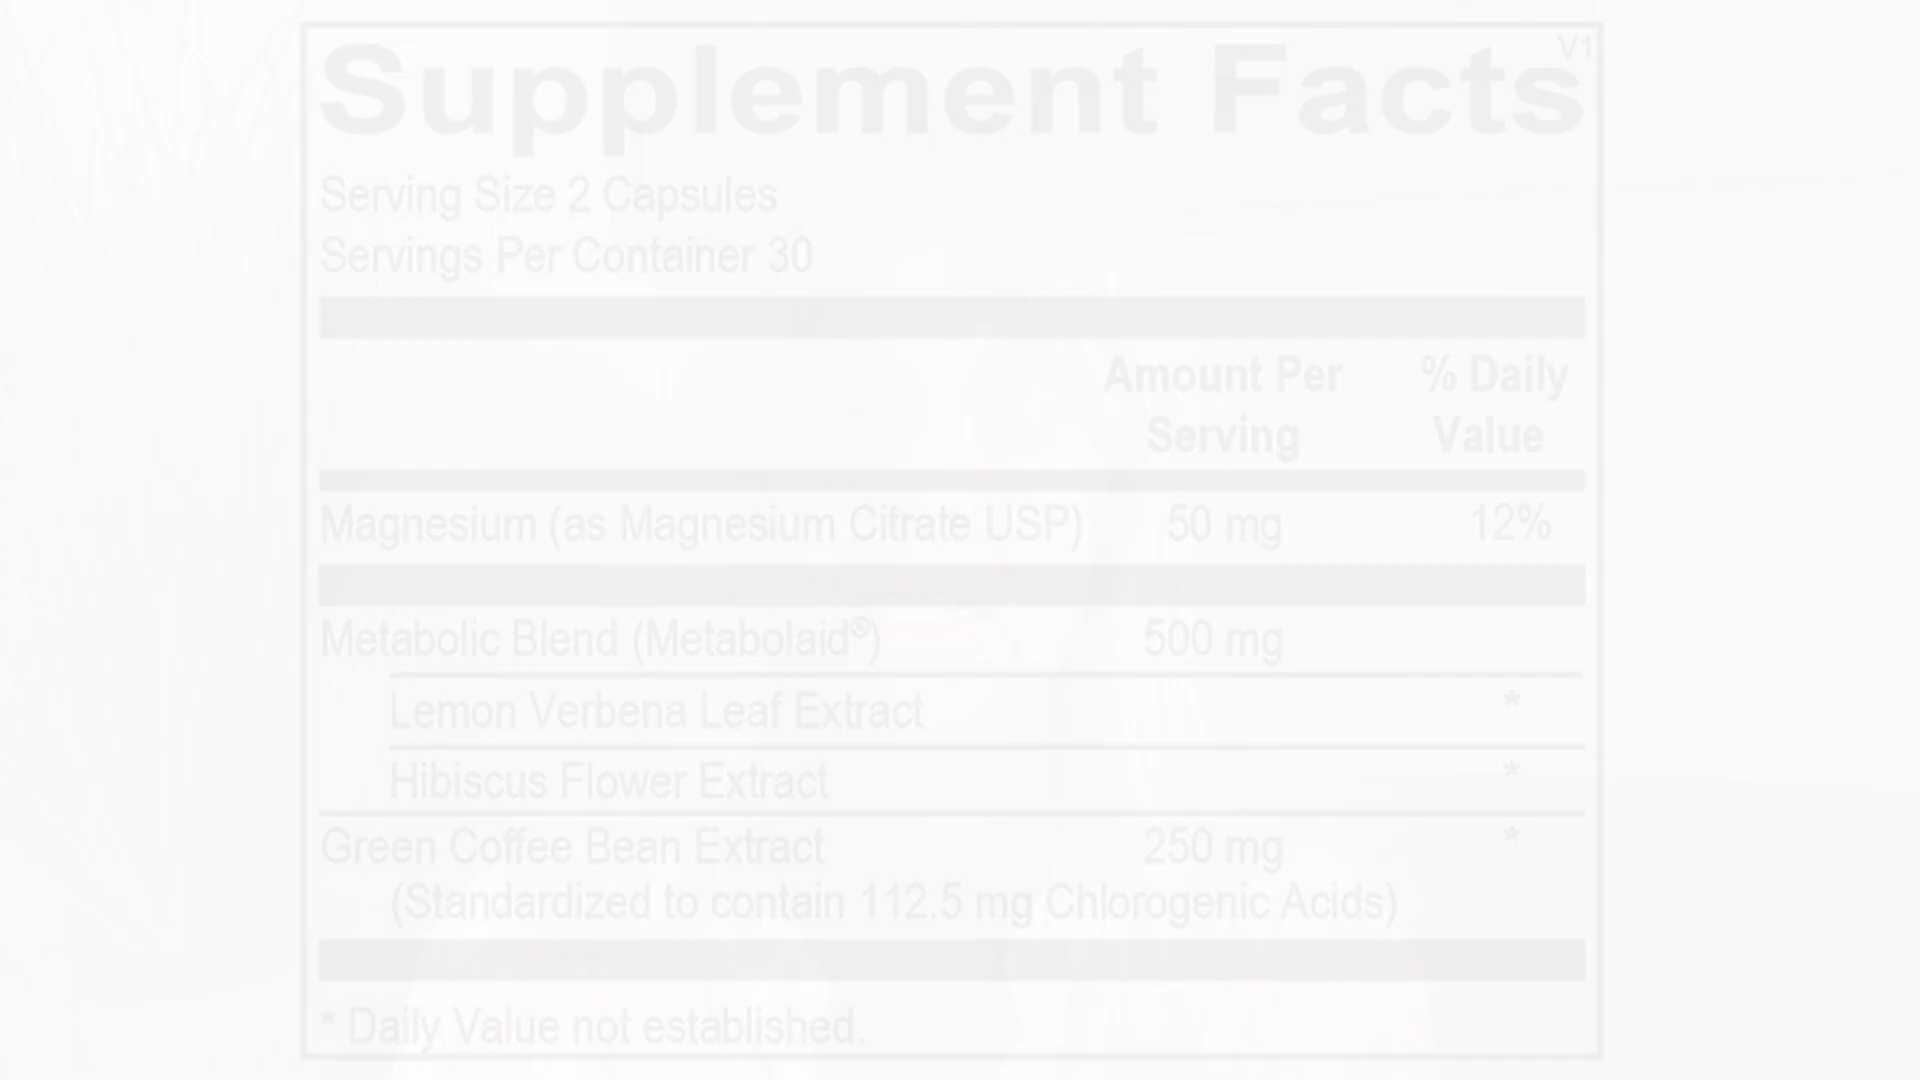 Supplement Facts
V1
Serving Size 2 Capsules
Servings Per Container 30
Amount Per
Serving
% Daily
Value
Magnesium (as Magnesium Citrate USP) 50 mg 12%
Metabolic Blend (Metabolaid®) 500 mg
Lemon Verbena Leaf Extract *
Hibiscus Flower Extract *
Green Coffee Bean Extract 250 mg *
(Standardized to contain 112.5 mg Chlorogenic Acids)
* Daily Value not established.